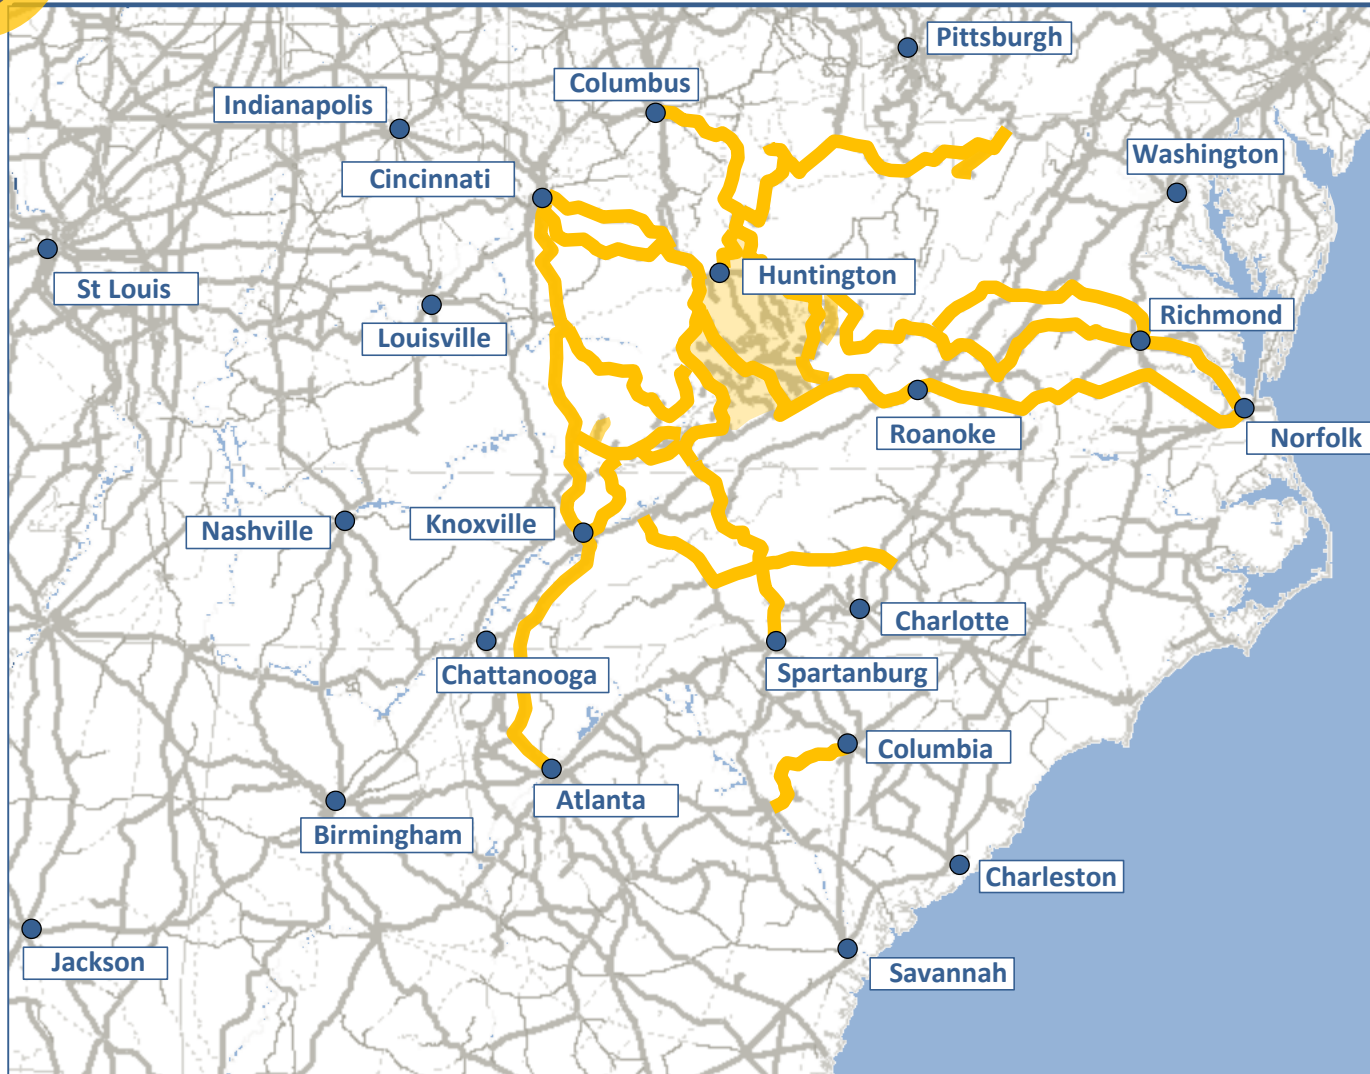 Pittsburgh
Columbus
Indianapolis
Washington
Cincinnati
Huntington
St Louis
Richmond
Louisville
Roanoke
Norfolk
Knoxville
Nashville
Charlotte
Chattanooga
Spartanburg
Columbia
Atlanta
Birmingham
Charleston
Jackson
Savannah